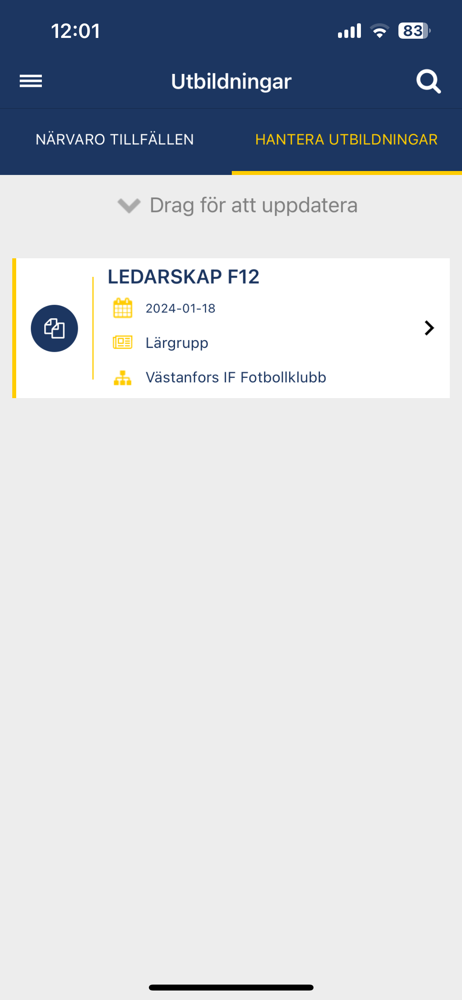 12:01
83
Utbildningar
NÄRVARO TILLFÄLLEN
HANTERA UTBILDNINGAR
Drag för att uppdatera
LEDARSKAP F12
2024-01-18
Lärgrupp
Västanfors IF Fotbollklubb